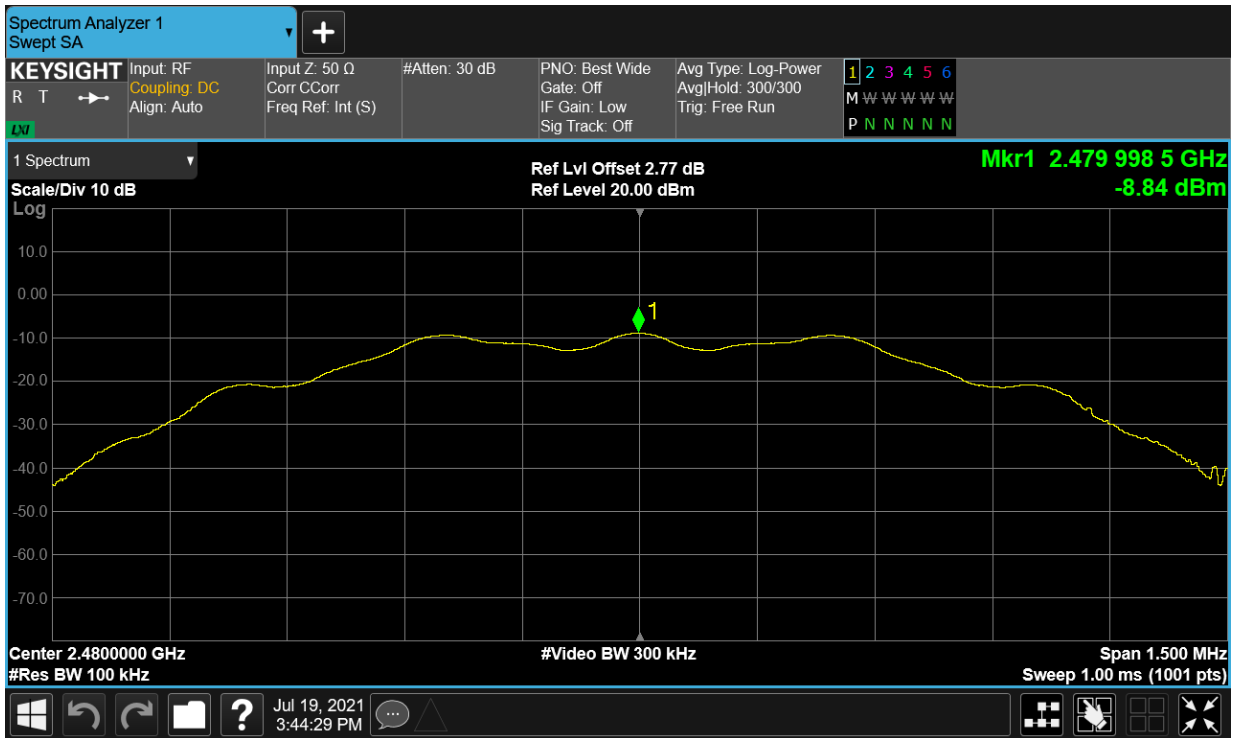 Spectrum Analyzer 1
Swept SA
KEYSIGHT
R T
LXI
Input: RF
Coupling: DC
Align: Auto
Input Z: 50 Ω
Corr CCorr
Freq Ref: Int (S)
#Atten: 30 dB
PNO: Best Wide
Gate: Off
IF Gain: Low
Sig Track: Off
Avg Type: Log-Power
Avg|Hold: 300/300
Trig: Free Run
1 2 3 4 5 6
M W W W W W
P N N N N N
1 Spectrum
Scale/Div 10 dB
Log
Ref Lvl Offset 2.77 dB
Ref Level 20.00 dBm
Mkr1 2.479 998 5 GHz
-8.84 dBm
10.0
0.00
-10.0
-20.0
-30.0
-40.0
-50.0
-60.0
-70.0
1
Center 2.4800000 GHz
#Video BW 300 kHz
Span 1.500 MHz
#Res BW 100 kHz
Sweep 1.00 ms (1001 pts)
?
Jul 19, 2021
3:44:29 PM